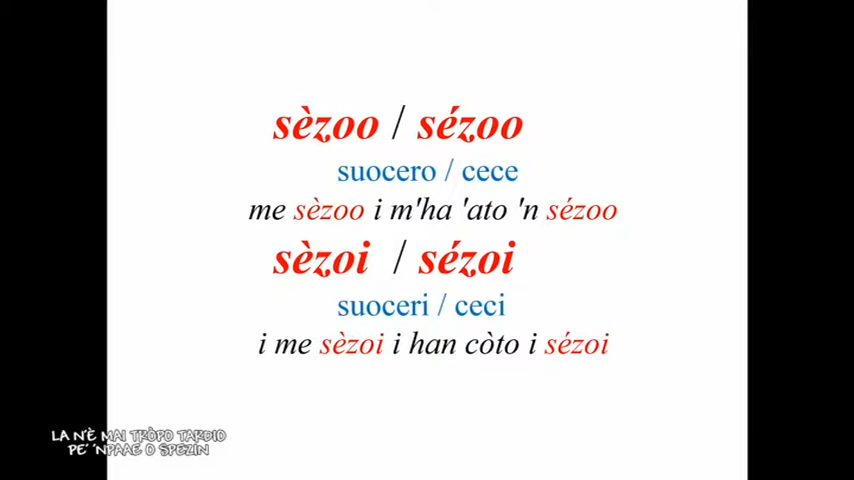 sèzoo / sézoo
suocero / cece
me sèzoo i m'ha 'ato 'n sézoo
sèzoi / sézoi
suoceri / ceci
i me sèzoi i han còto i sézoi
LA N'È MAI TRÒPO TARDIO
PE' 'NPAAE O SPEZIN